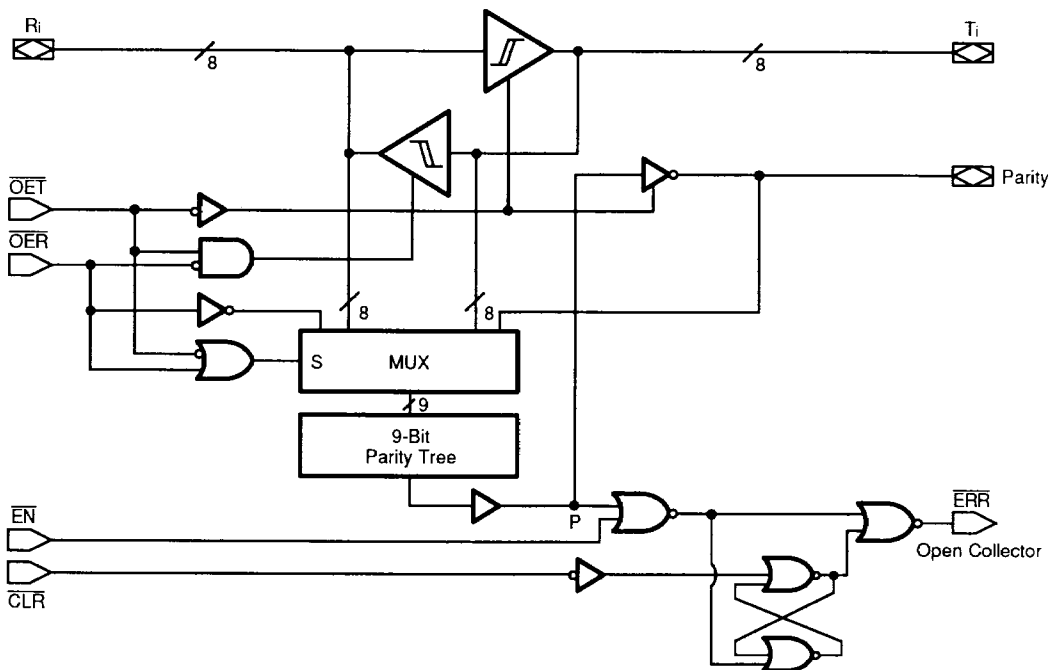 Ri
Ti
8
8
OET
Parity
OER
8
8
S
MUX
9
9-Bit
Parity Tree
EN
P
ERR
Open Collector
CLR